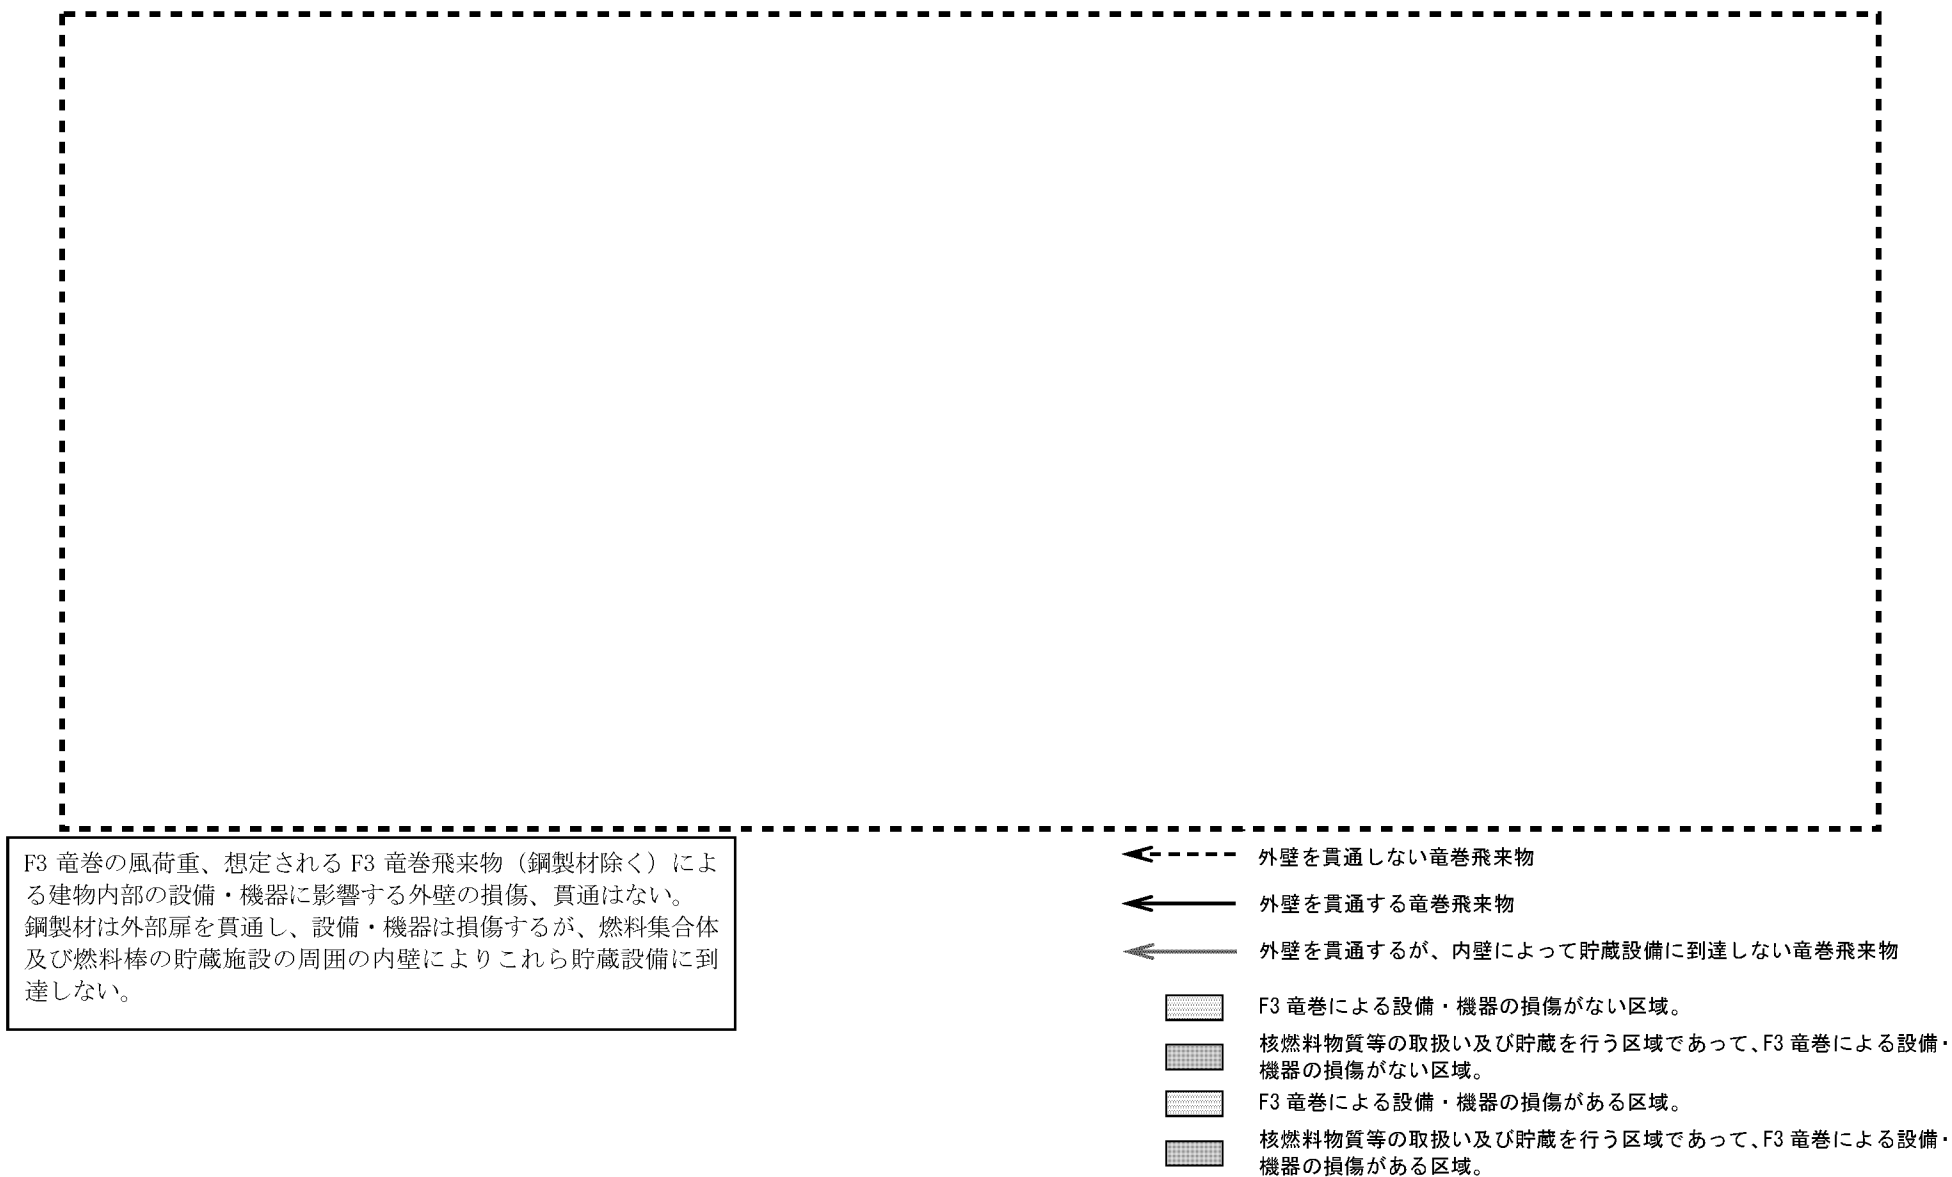 F3 竜巻の風荷重、想定される F3 竜巻飛来物（鋼製材除く）によ
る建物内部の設備・機器に影響する外壁の損傷、貫通はない。
鋼製材は外部扉を貫通し、設備・機器は損傷するが、燃料集合体
及び燃料棒の貯蔵施設の周囲の内壁によりこれら貯蔵設備に到
達しない。
外壁を貫通しない竜巻飛来物
外壁を貫通する竜巻飛来物
外壁を貫通するが、内壁によって貯蔵設備に到達しない竜巻飛来物
F3 竜巻による設備・機器の損傷がない区域。
核燃料物質等の取扱い及び貯蔵を行う区域であって、F3 竜巻による設備・
機器の損傷がない区域。
F3 竜巻による設備・機器の損傷がある区域。
核燃料物質等の取扱い及び貯蔵を行う区域であって、F3 竜巻による設備・
機器の損傷がある区域。